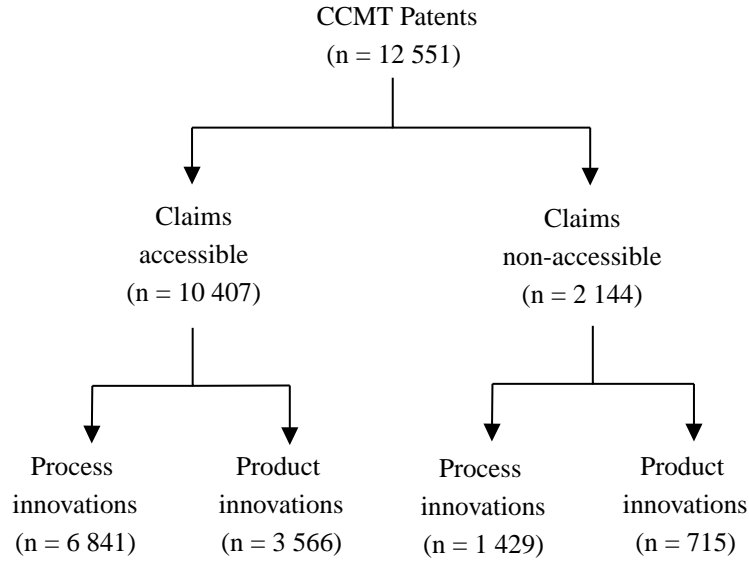 CCMT Patents
(n = 12 551)
Claims
accessible
(n = 10 407)
Claims
non-accessible
(n = 2 144)
Process
innovations
(n = 6 841)
Product
innovations
(n = 3 566)
Process
innovations
(n = 1 429)
Product
innovations
(n = 715)